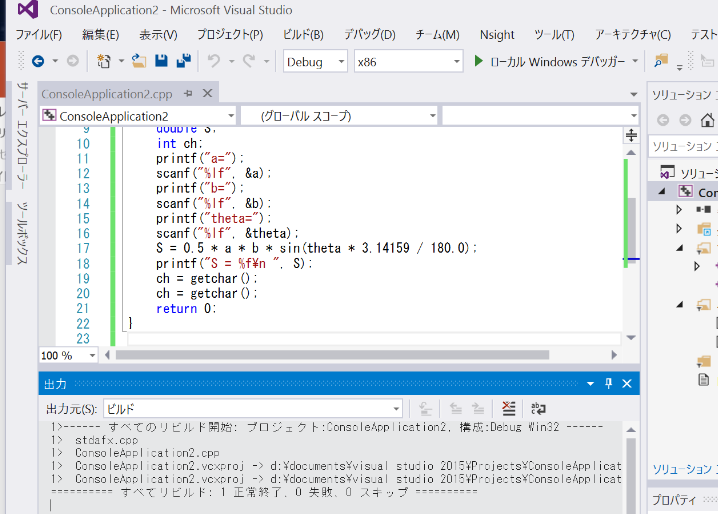 ConsoleApplication2 - Microsoft Visual Studio
ファイル(F) 編集(E) 表示(V) プロジェクト(P) ビルド(B) デバッグ(D) チーム(M) Nsight ツール(T) アーキテクチャ(C) テスト
Debug x86 ローカル Windows デバッガー
サーバー エクスプローラー
ツールボックス
ConsoleApplication2.cpp
ConsoleApplication2 (グローバル スコープ)
9 double S;
10 int ch;
11 printf("a=");
12 scanf("%lf", &a);
13 printf("b=");
14 scanf("%lf", &b);
15 printf("theta=");
16 scanf("%lf", &theta);
17 S = 0.5 * a * b * sin(theta * 3.14159 / 180.0);
18 printf("S = %f¥n ", S);
19 ch = getchar();
20 ch = getchar();
21 return 0;
22 }
23
100 %
出力
出力元(S): ビルド
1>------ すべてのリビルド開始: プロジェクト:ConsoleApplication2, 構成:Debug Win32 ------
1> stdafx.cpp
1> ConsoleApplication2.cpp
1> ConsoleApplication2.vcxproj -> d:¥documents¥visual studio 2015¥Projects¥ConsoleApplicat
1> ConsoleApplication2.vcxproj -> d:¥documents¥visual studio 2015¥Projects¥ConsoleApplicat
========== すべてリビルド: 1 正常終了、0 失敗、0 スキップ ==========
ソリューション
ソリューション
ソリュー
Con
ソリューション
プロパティ